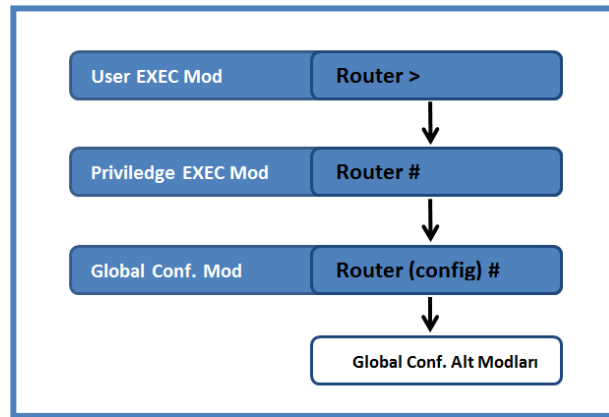 User EXEC Mod Router >
Priviledge EXEC Mod Router #
Global Conf. Mod Router (config) #
Global Conf. Alt Modları